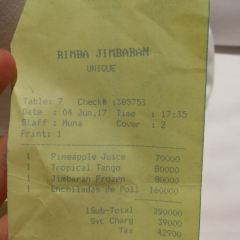 RIMBA JIMBARAN
UNIQUE
Table: 7 Check# :305753
Date : 04 Jun,17 Time : 17:35
Staff : Muna Cover : 2
Print: 1
1 Pineapple Juice 70000
1 Tropical Tango 80000
1 Jimbaran Frozen 80000
1 Enchiladas de Poll 160000
1Sub-Total 390000
Svc Charg 39000
Tax 42900